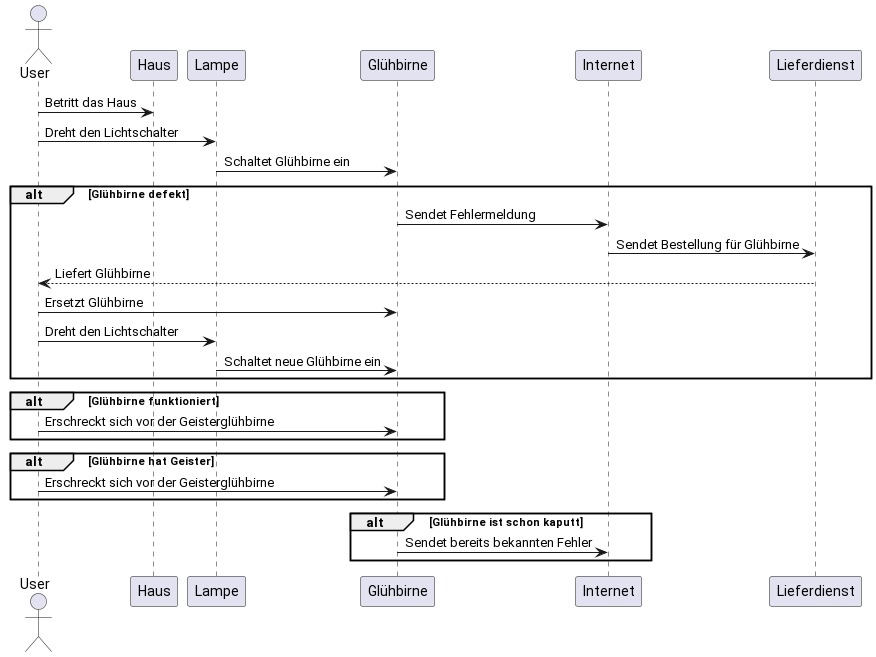 User
Haus
Lampe
Glühbirne
Internet
Lieferdienst
Betritt das Haus
Dreht den Lichtschalter
Schaltet Glühbirne ein
alt
[Glühbirne defekt]
Sendet Fehlermeldung
Sendet Bestellung für Glühbirne
Liefert Glühbirne
Ersetzt Glühbirne
Dreht den Lichtschalter
Schaltet neue Glühbirne ein
alt
[Glühbirne funktioniert]
Erschreckt sich vor der Geisterglühbirne
alt
[Glühbirne hat Geister]
Erschreckt sich vor der Geisterglühbirne
alt
[Glühbirne ist schon kaputt]
Sendet bereits bekannten Fehler
User
Haus
Lampe
Glühbirne
Internet
Lieferdienst